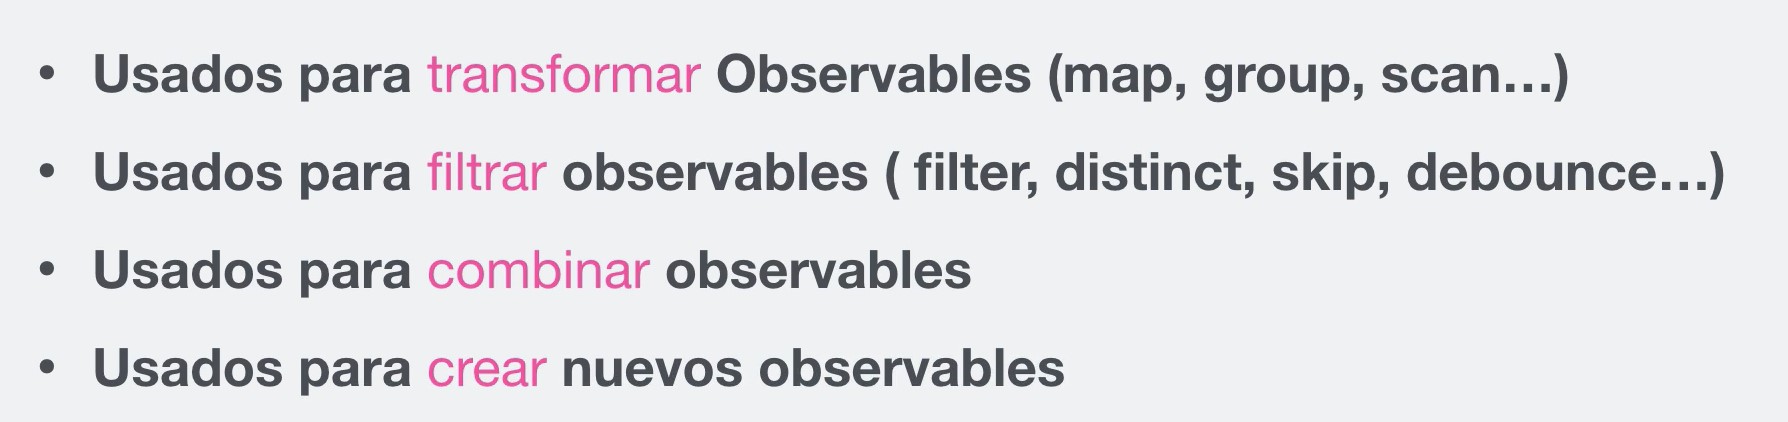 • Usados para transformar Observables (map, group, scan...)
• Usados para filtrar observables ( filter, distinct, skip, debounce...)
• Usados para combinar observables
• Usados para crear nuevos observables